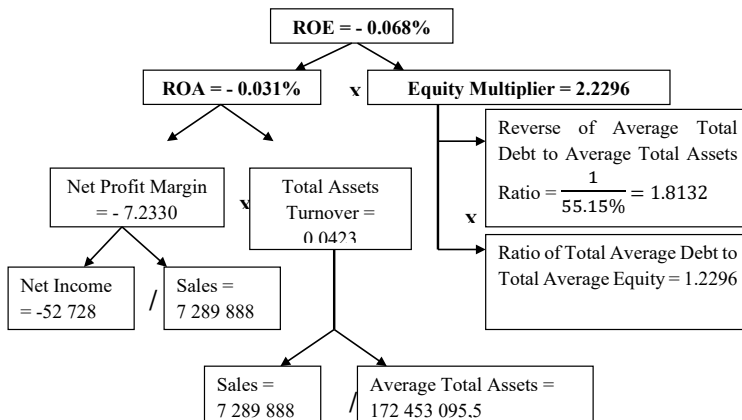 ROE = - 0.068%
ROA = - 0.031%
x
Equity Multiplier = 2.2296
Reverse of Average Total
Debt to Average Total Assets
Ratio = 1/55.15% = 1.8132
Net Profit Margin
= - 7.2330
x
Total Assets
Turnover =
0.0423
x
Ratio of Total Average Debt to
Total Average Equity = 1.2296
Net Income
= -52 728
/
Sales =
7 289 888
Sales =
7 289 888
/
Average Total Assets =
172 453 095,5